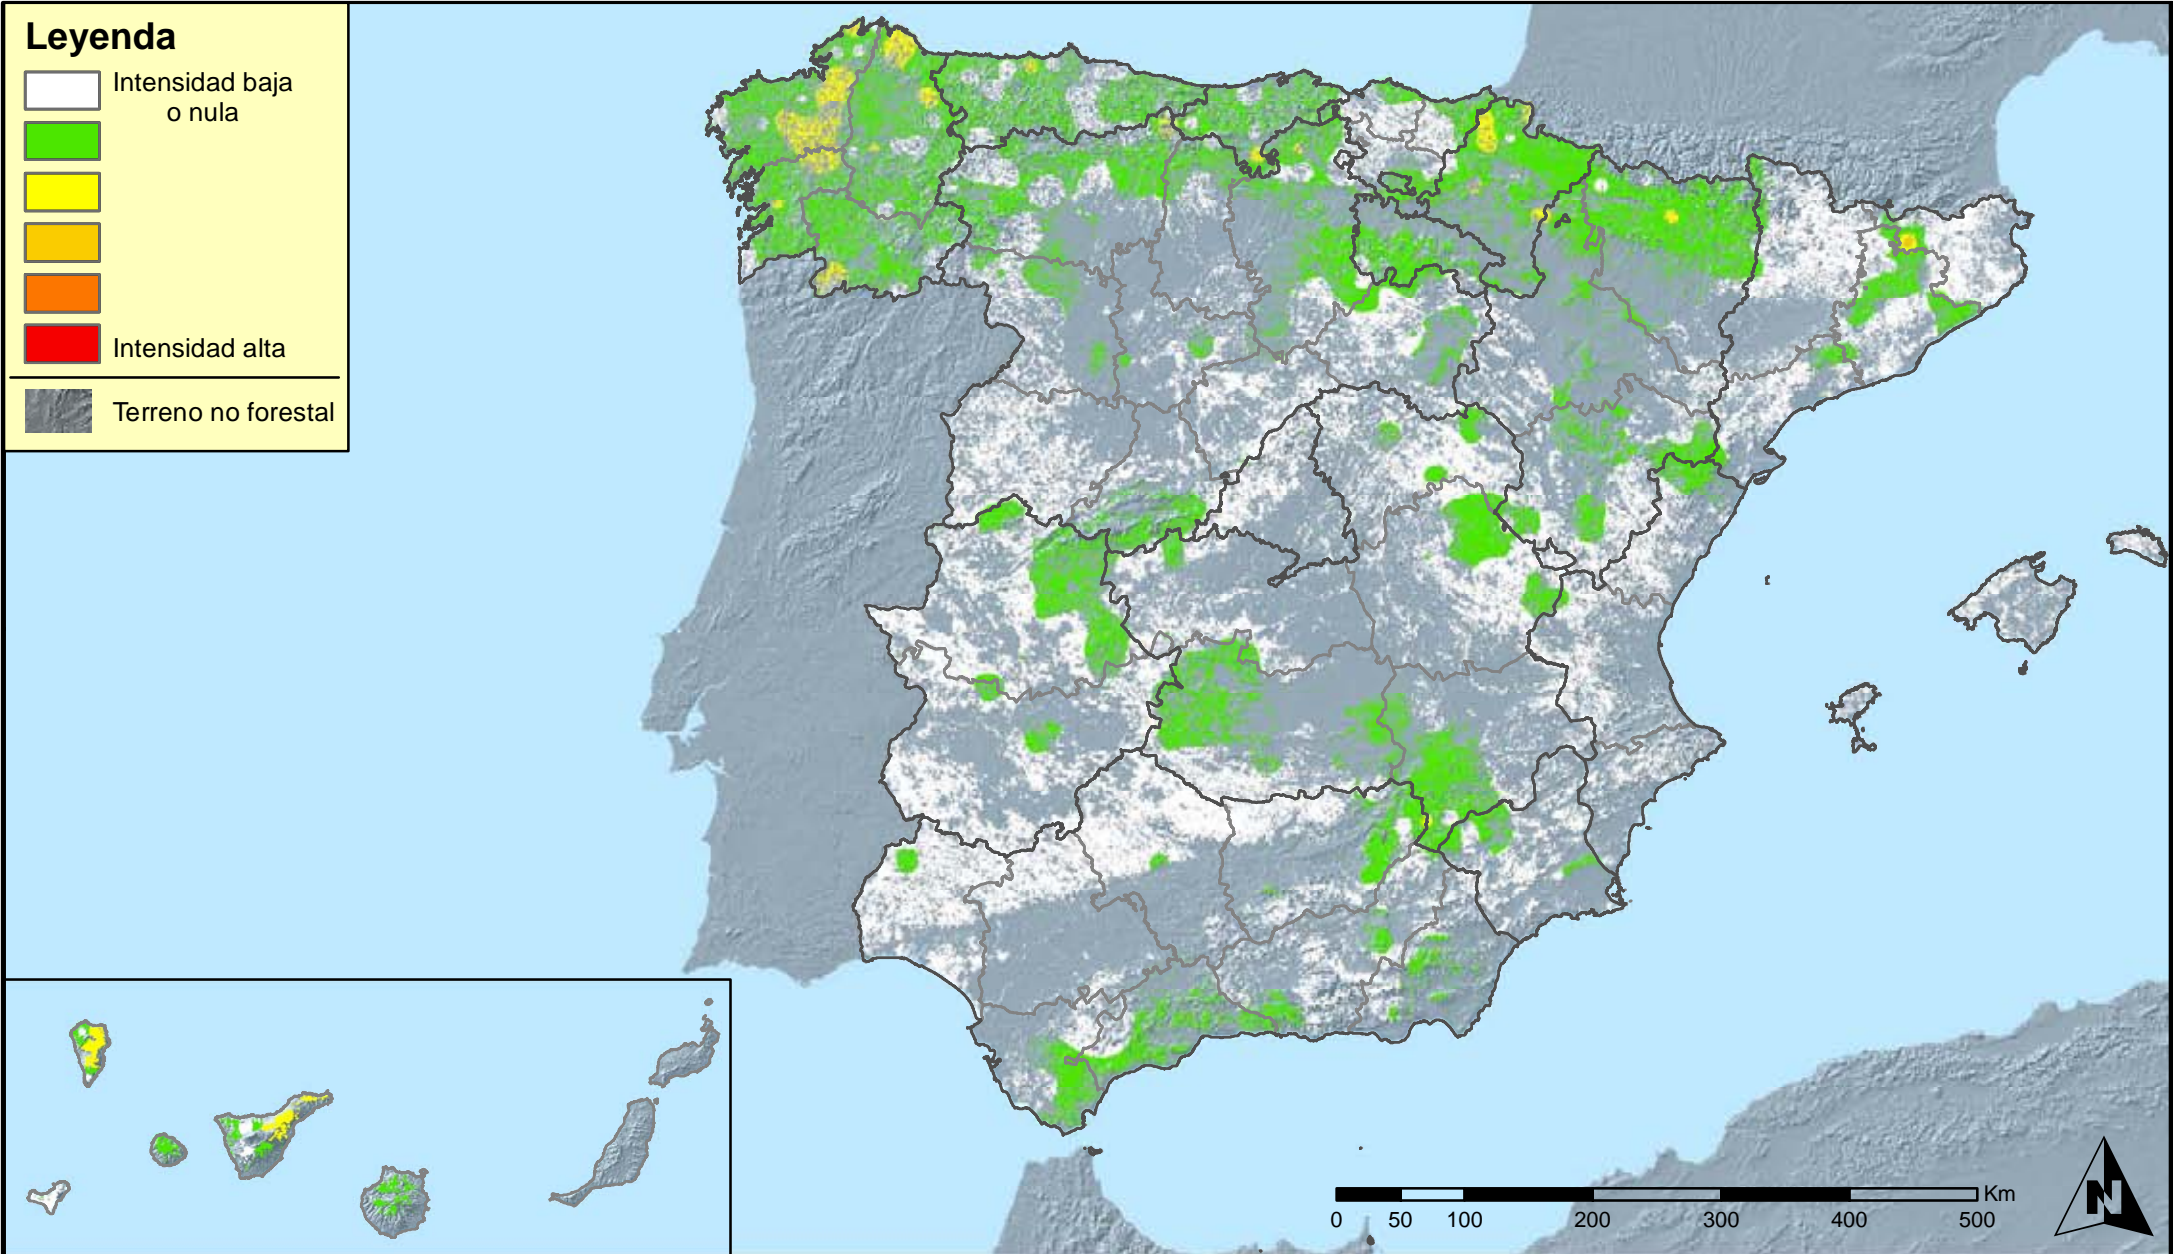 Leyenda
Intensidad baja
o nula
Intensidad alta
Terreno no forestal
Km
0 50 100 200 300 400 500
N